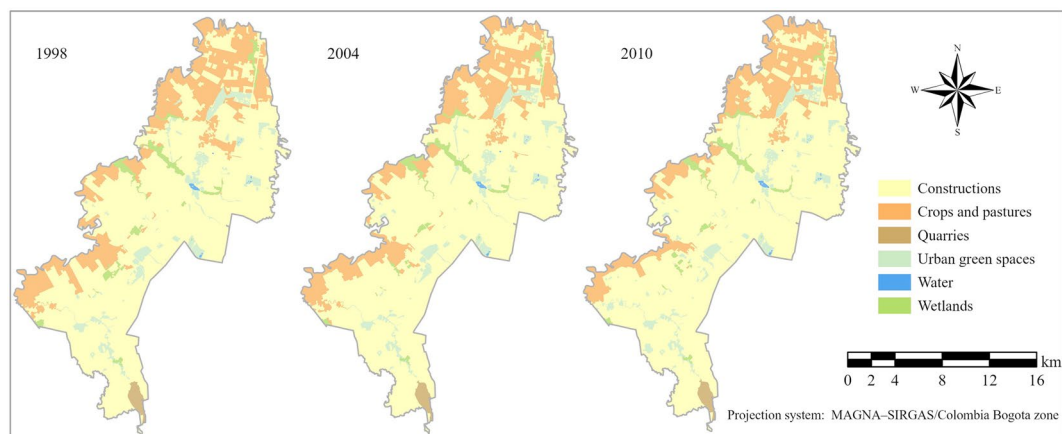 1998
2004
2010
N
W E
S
Constructions
Crops and pastures
Quarries
Urban green spaces
Water
Wetlands
km
0 2 4 8 12 16
Projection system: MAGNA–SIRGAS/Colombia Bogota zone